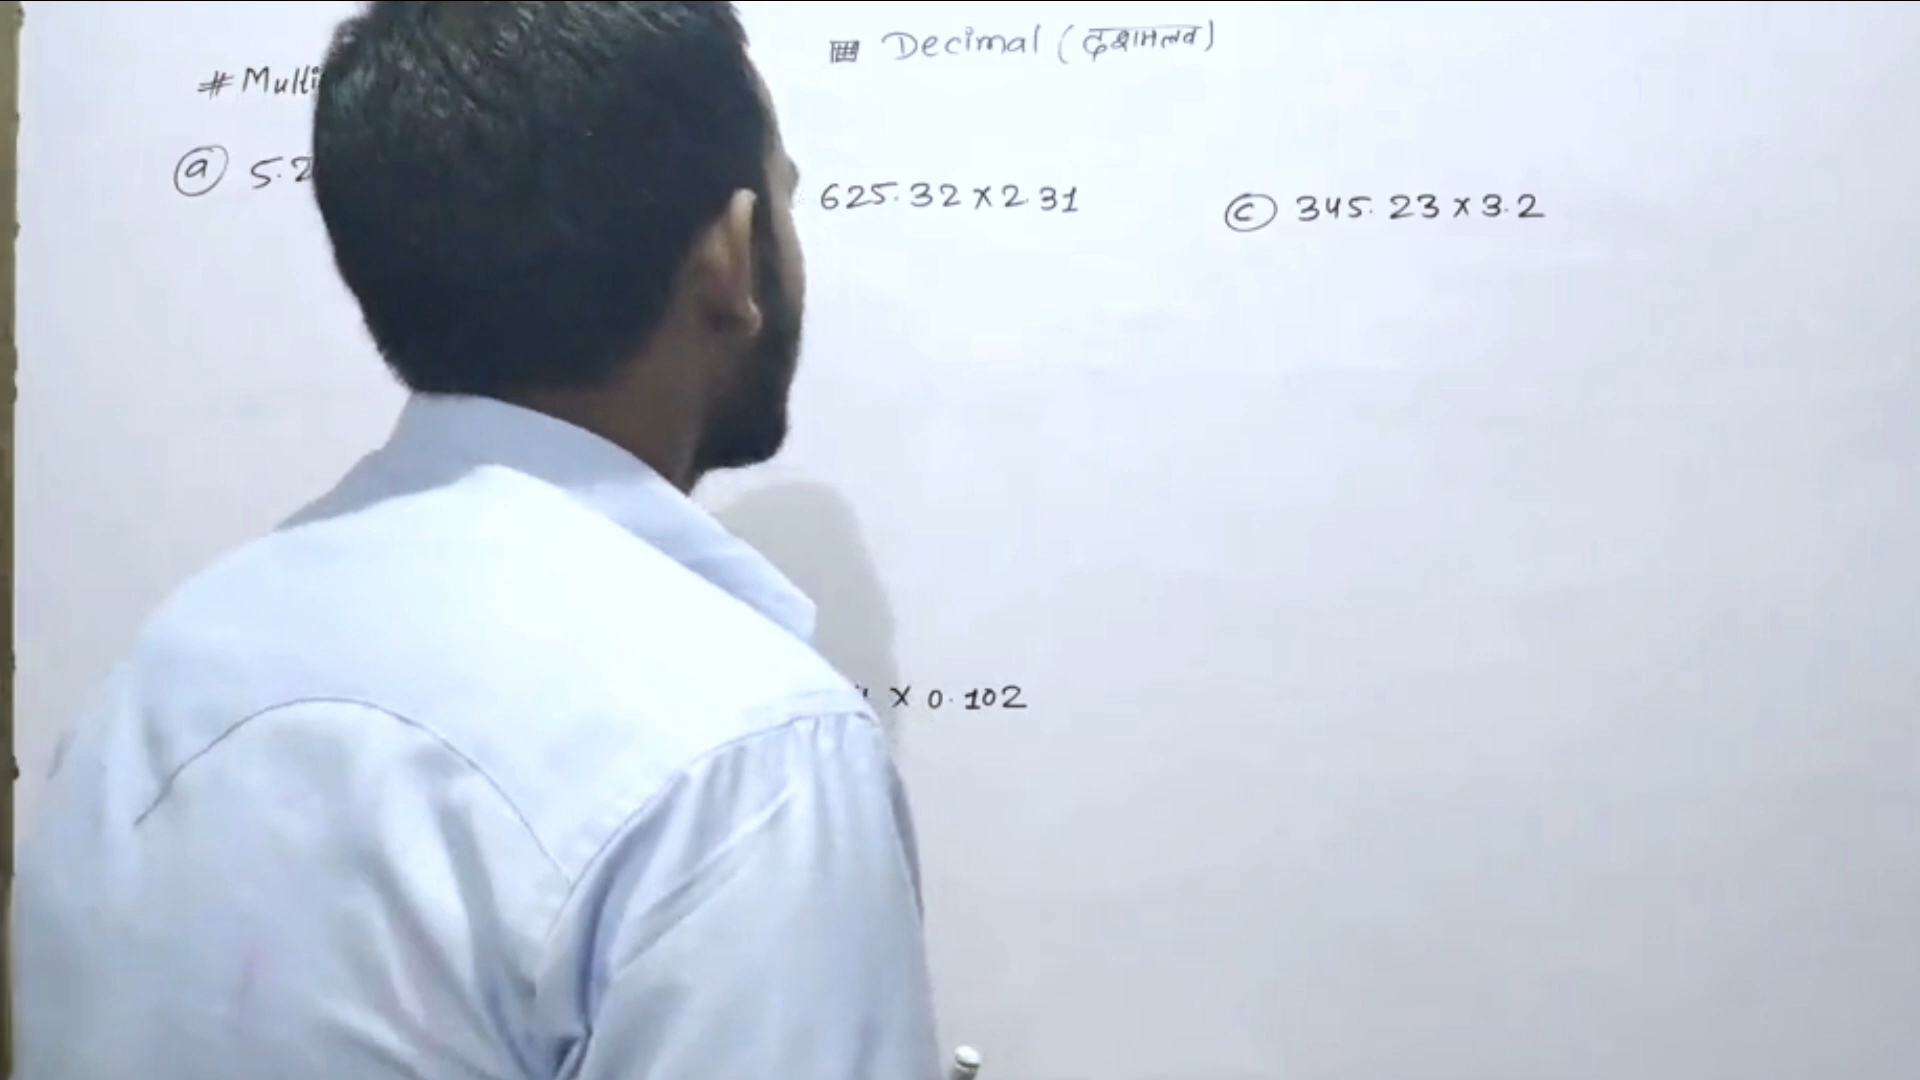 Decimal (दशमलव)
# Multi
(a) 5.2
625.32 x 2.31
(c) 345.23 x 3.2
x 0.102